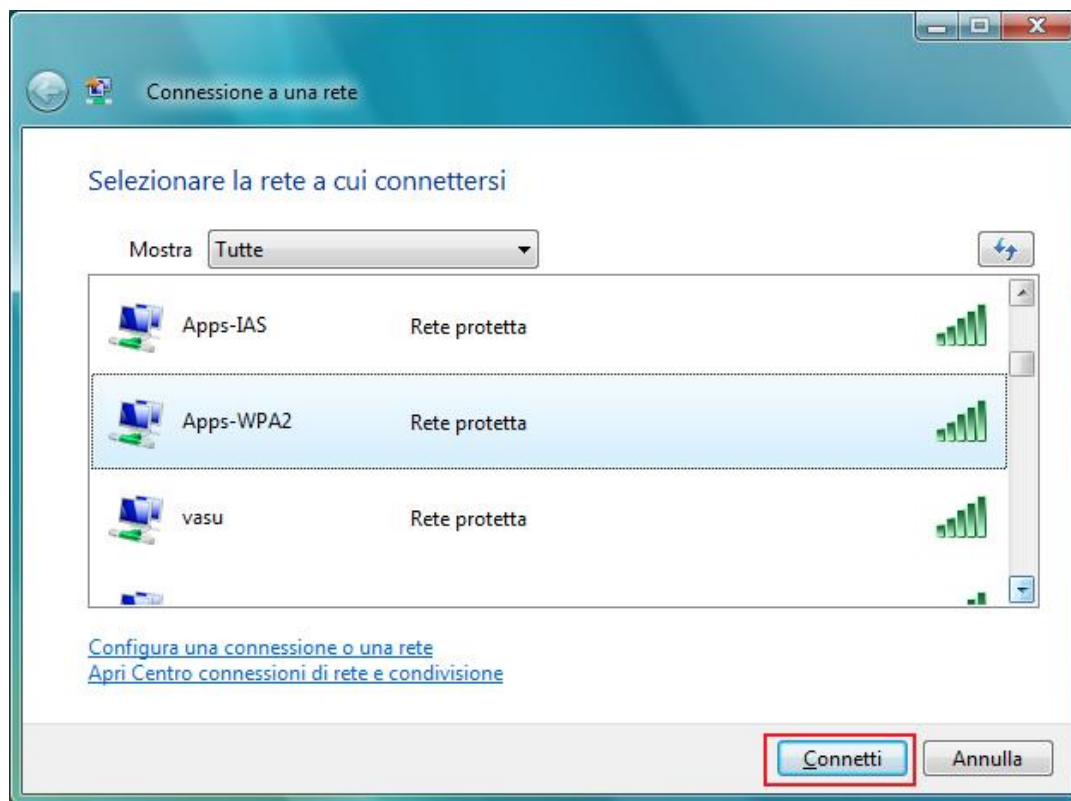 Connessione a una rete
Selezionare la rete a cui connettersi
Mostra Tutte
Apps-IAS Rete protetta
Apps-WPA2 Rete protetta
vasu Rete protetta
Configura una connessione o una rete
Apri Centro connessioni di rete e condivisione
Connetti Annulla